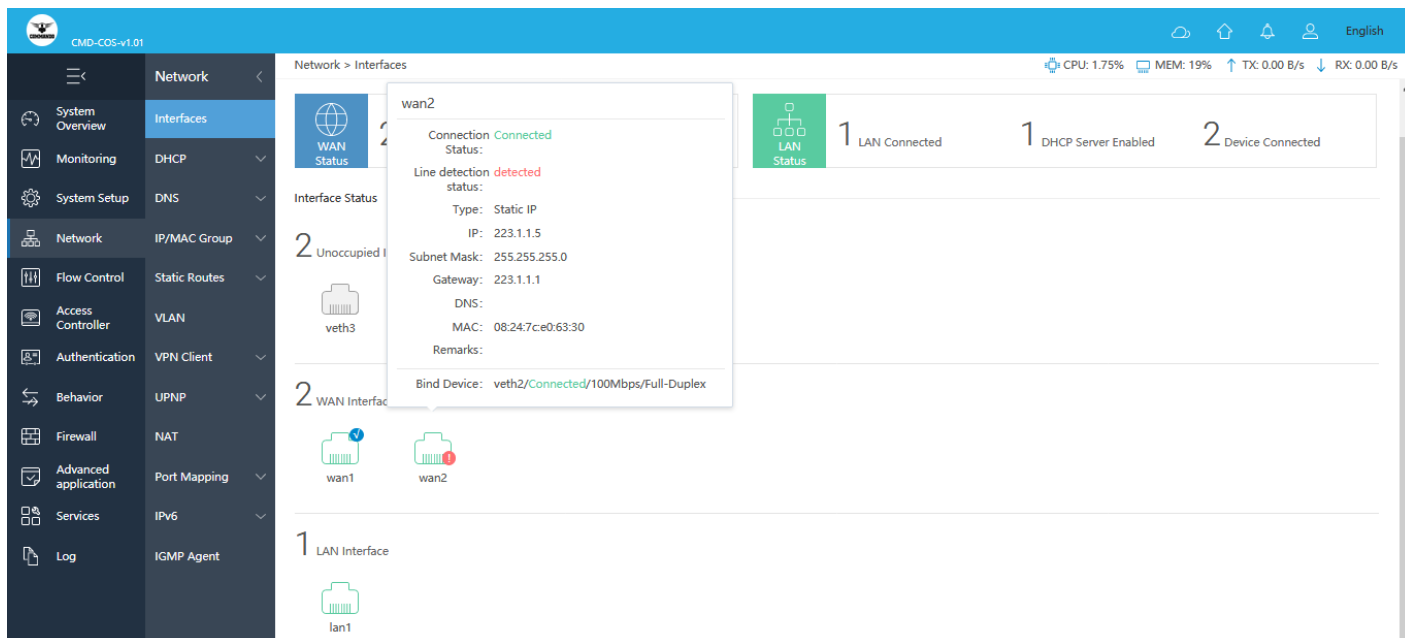 CMD-COS-v1.01
English
Network
Network > Interfaces
CPU: 1.75% MEM: 19% TX: 0.00 B/s RX: 0.00 B/s
System Overview
Monitoring
System Setup
Network
Flow Control
Access Controller
Authentication
Behavior
Firewall
Advanced application
Services
Log
Interfaces
DHCP
DNS
IP/MAC Group
Static Routes
VLAN
VPN Client
UPNP
NAT
Port Mapping
IPv6
IGMP Agent
WAN Status
2
LAN Status
1 LAN Connected
1 DHCP Server Enabled
2 Device Connected
Interface Status
2 Unoccupied I
veth3
wan2
Connection Status: Connected
Line detection status: detected
Type: Static IP
IP: 223.1.1.5
Subnet Mask: 255.255.255.0
Gateway: 223.1.1.1
DNS:
MAC: 08:24:7c:e0:63:30
Remarks:
Bind Device: veth2/Connected/100Mbps/Full-Duplex
2 WAN Interfac
wan1
wan2
1 LAN Interface
lan1